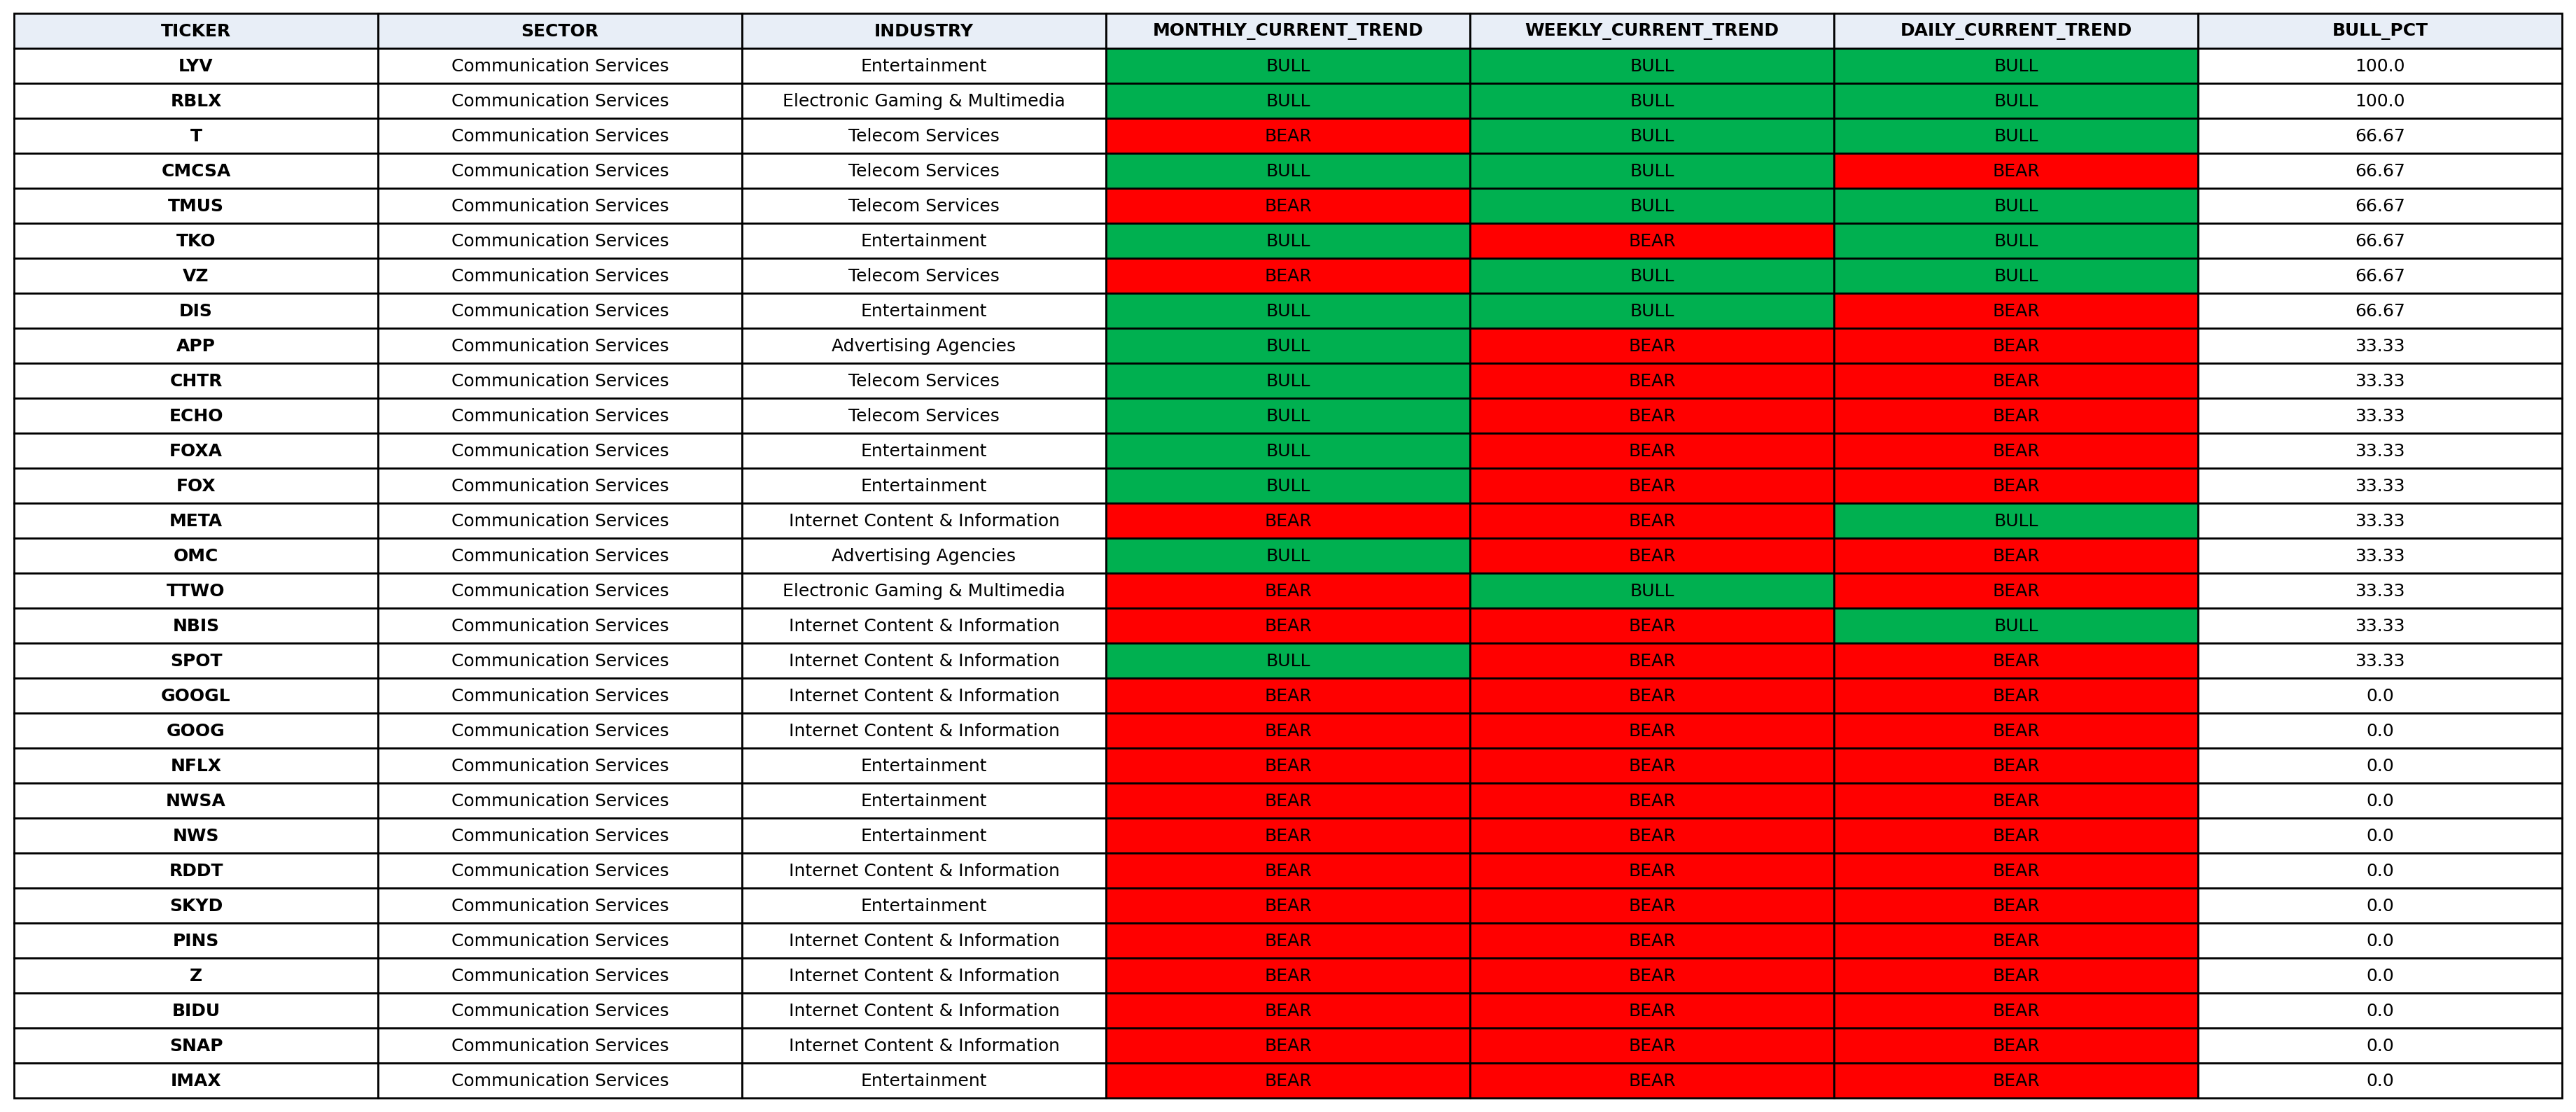 TICKER SECTOR INDUSTRY MONTHLY_CURRENT_TREND WEEKLY_CURRENT_TREND DAILY_CURRENT_TREND BULL_PCT
LYV Communication Services Entertainment BULL BULL BULL 100.0
RBLX Communication Services Electronic Gaming & Multimedia BULL BULL BULL 100.0
T Communication Services Telecom Services BEAR BULL BULL 66.67
CMCSA Communication Services Telecom Services BULL BULL BEAR 66.67
TMUS Communication Services Telecom Services BEAR BULL BULL 66.67
TKO Communication Services Entertainment BULL BEAR BULL 66.67
VZ Communication Services Telecom Services BEAR BULL BULL 66.67
DIS Communication Services Entertainment BULL BULL BEAR 66.67
APP Communication Services Advertising Agencies BULL BEAR BEAR 33.33
CHTR Communication Services Telecom Services BULL BEAR BEAR 33.33
ECHO Communication Services Telecom Services BULL BEAR BEAR 33.33
FOXA Communication Services Entertainment BULL BEAR BEAR 33.33
FOX Communication Services Entertainment BULL BEAR BEAR 33.33
META Communication Services Internet Content & Information BEAR BEAR BULL 33.33
OMC Communication Services Advertising Agencies BULL BEAR BEAR 33.33
TTWO Communication Services Electronic Gaming & Multimedia BEAR BULL BEAR 33.33
NBIS Communication Services Internet Content & Information BEAR BEAR BULL 33.33
SPOT Communication Services Internet Content & Information BULL BEAR BEAR 33.33
GOOGL Communication Services Internet Content & Information BEAR BEAR BEAR 0.0
GOOG Communication Services Internet Content & Information BEAR BEAR BEAR 0.0
NFLX Communication Services Entertainment BEAR BEAR BEAR 0.0
NWSA Communication Services Entertainment BEAR BEAR BEAR 0.0
NWS Communication Services Entertainment BEAR BEAR BEAR 0.0
RDDT Communication Services Internet Content & Information BEAR BEAR BEAR 0.0
SKYD Communication Services Entertainment BEAR BEAR BEAR 0.0
PINS Communication Services Internet Content & Information BEAR BEAR BEAR 0.0
Z Communication Services Internet Content & Information BEAR BEAR BEAR 0.0
BIDU Communication Services Internet Content & Information BEAR BEAR BEAR 0.0
SNAP Communication Services Internet Content & Information BEAR BEAR BEAR 0.0
IMAX Communication Services Entertainment BEAR BEAR BEAR 0.0